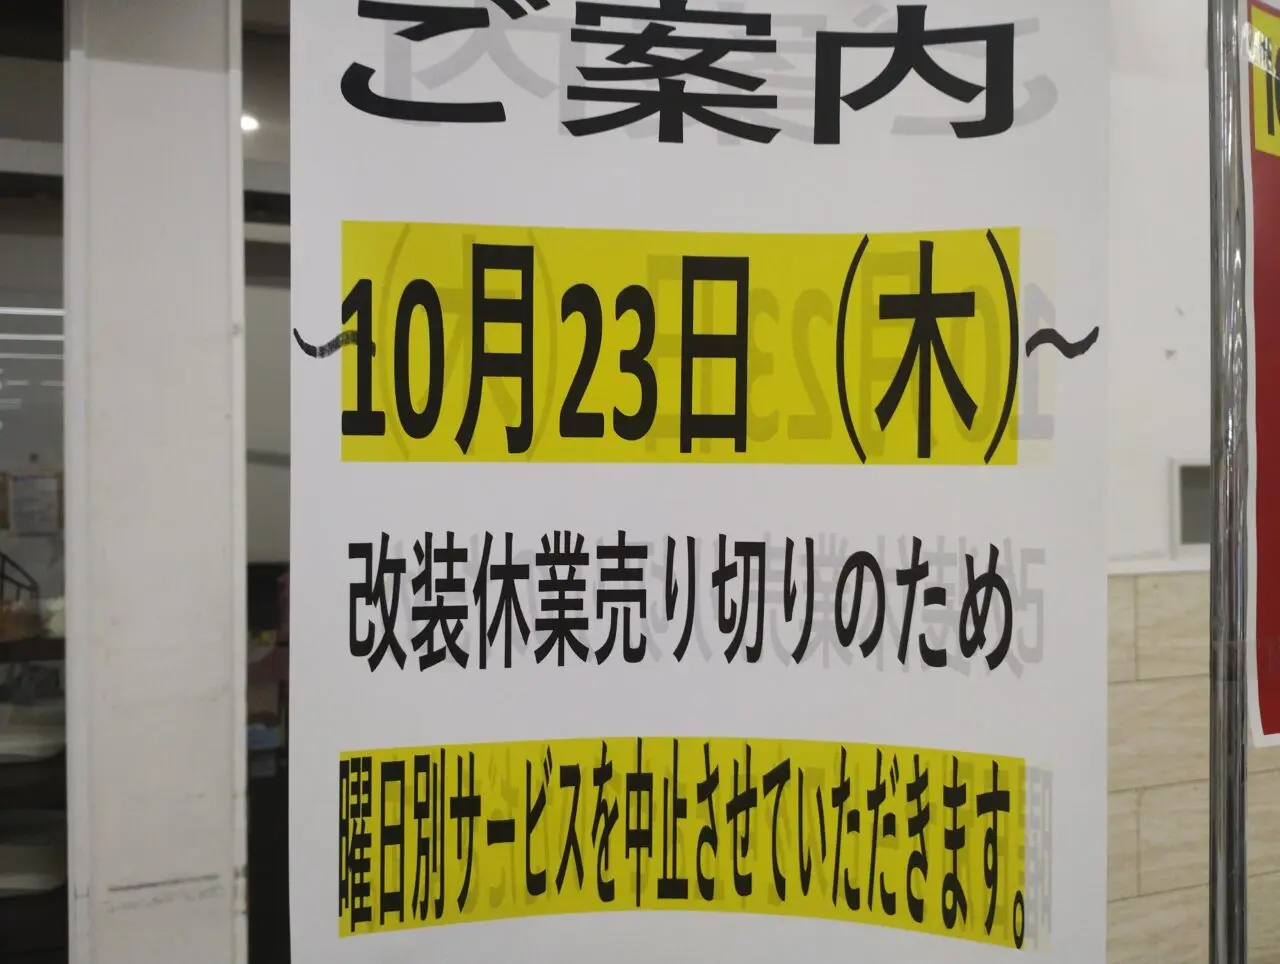 ご案内
～10月23日（木）～
改装休業売り切りのため
曜日別サービスを中止させていただきます。